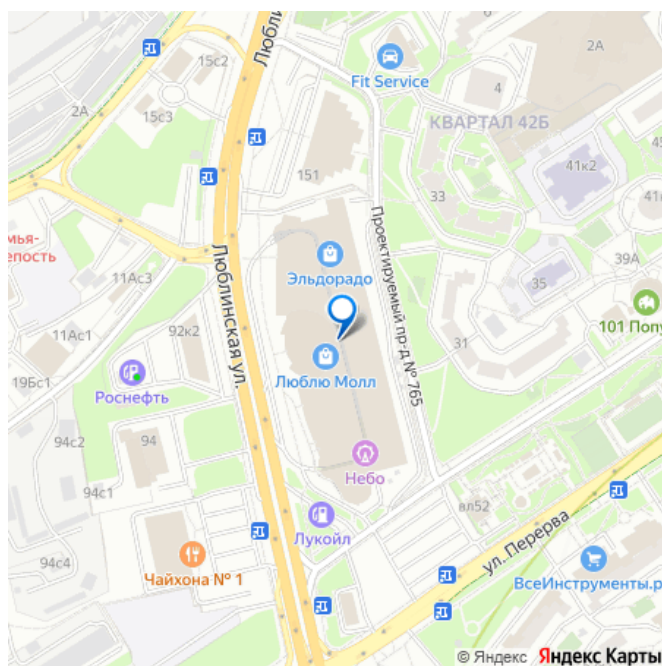 15с2
Люблинс
Fit Service
2А
2А
15с3
4
КВАРТАЛ 42Б
41к2
151
33
Проектируемый пр-д № 765
Люблинская ул.
Эльдорадо
39А
35
11Ас3
11Ас1
92к2
101 Попу
31
Люблю Молл
19Бс1
Роснефть
94с2
94
94с1
Небо
вл52
Лукойл
ул. Перерва
94с4
Чайхона № 1
ВсеИнструменты.р
© Яндекс Яндекс Карты